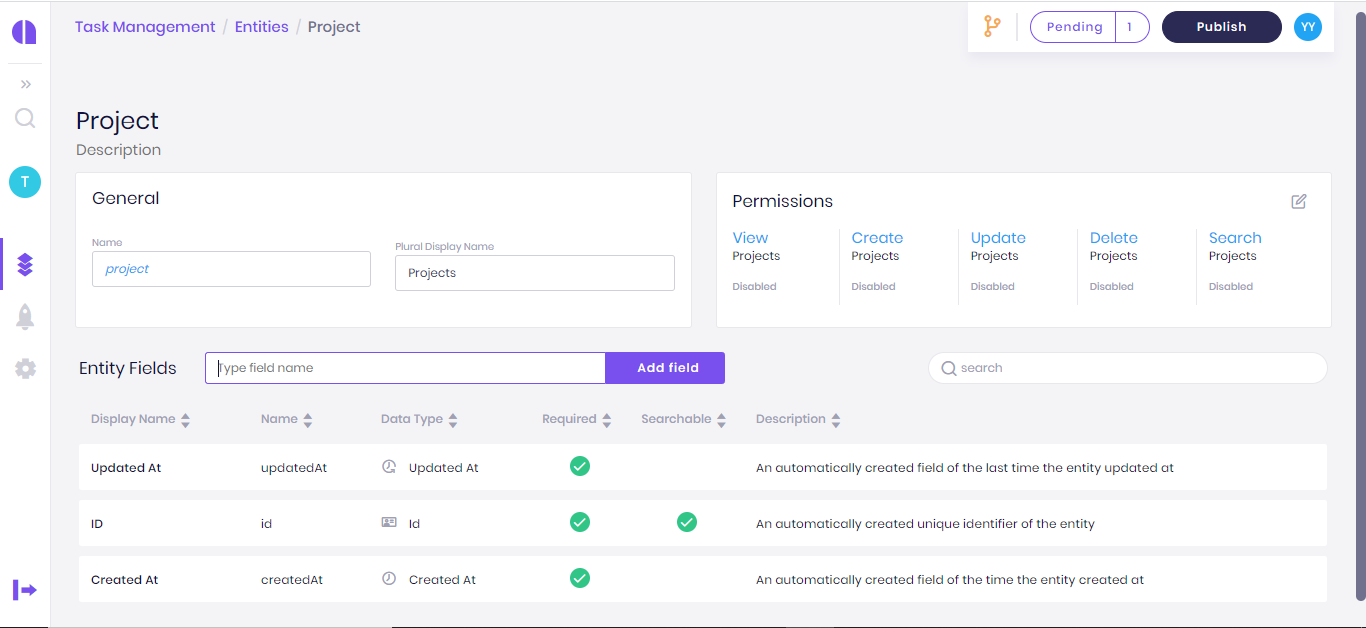 Task Management / Entities / Project
Pending 1 Publish YY
T
Project
Description
General
Name
project
Plural Display Name
Projects
Permissions
View Create Update Delete Search
Projects Projects Projects Projects Projects
Disabled Disabled Disabled Disabled Disabled
Entity Fields Type field name Add field search
Display Name Name Data Type Required Searchable Description
Updated At updatedAt Updated At An automatically created field of the last time the entity updated at
ID id Id An automatically created unique identifier of the entity
Created At createdAt Created At An automatically created field of the time the entity created at